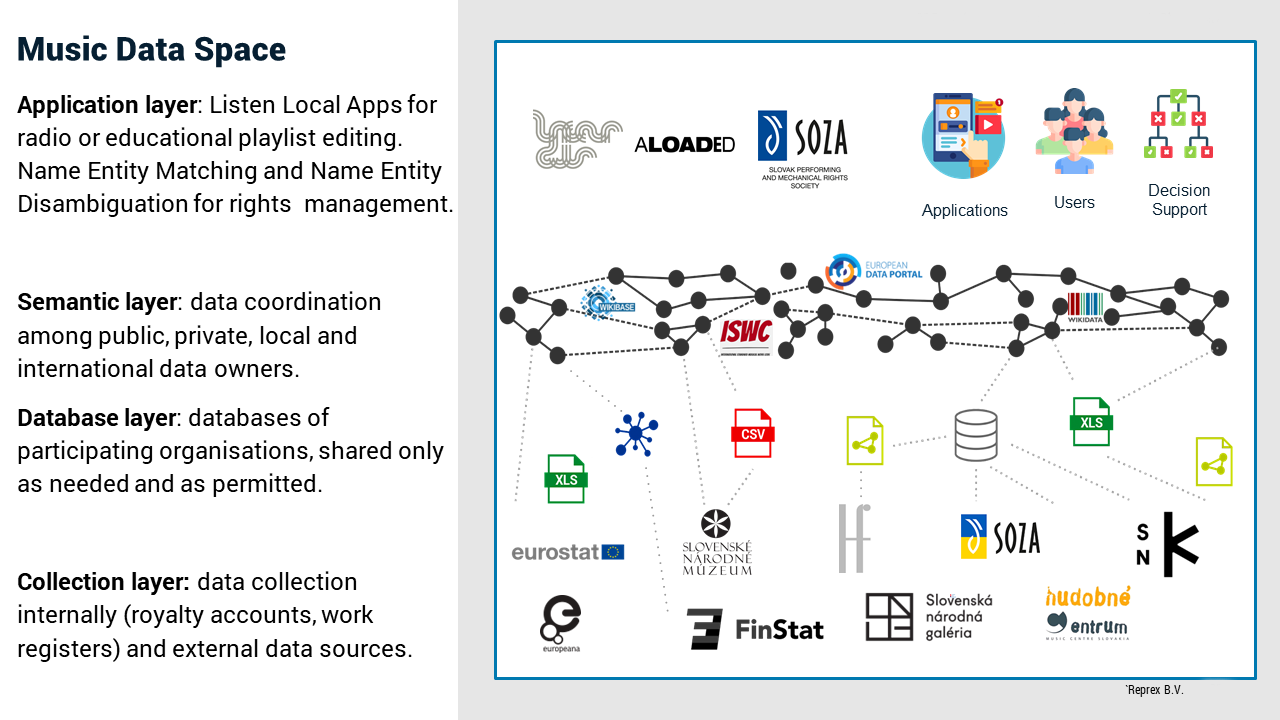 Music Data Space
Application layer: Listen Local Apps for
radio or educational playlist editing.
Name Entity Matching and Name Entity
Disambiguation for rights management.
Semantic layer: data coordination
among public, private, local and
international data owners.
Database layer: databases of
participating organisations, shared only
as needed and as permitted.
Collection layer: data collection
internally (royalty accounts, work
registers) and external data sources.
ALOADED
SOZA
SLOVAK PERFORMING
AND MECHANICAL RIGHTS
SOCIETY
1
Applications
Users
Decision
Support
EUROPEAN
DATA PORTAL
WIKIBASE
ISWC
WIKIDATA
XLS
CSV
XLS
eurostat
SLOVENSKÉ
NÁRODNÉ
MÚZEUM
Hf
SOZA
S
N
K
europeana
FinStat
Slovenská
národná
galéria
hudobné
centrum
MUSIC CENTRE SLOVAKIA
`Reprex B.V.